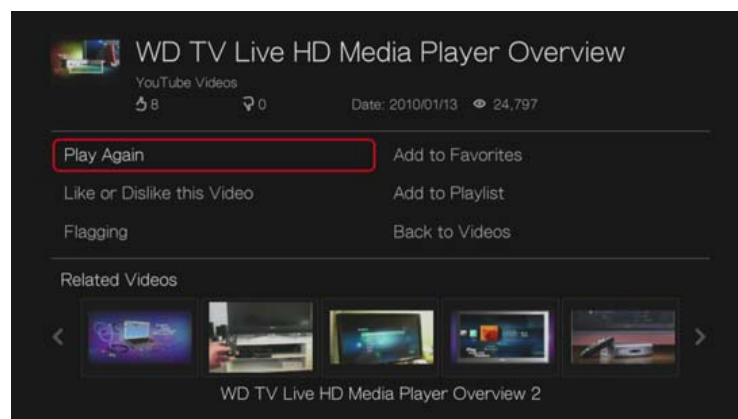 WD TV Live HD Media Player Overview
YouTube Videos
8 0 Date: 2010/01/13 24,797
Play Again Add to Favorites
Like or Dislike this Video Add to Playlist
Flagging Back to Videos
Related Videos
WD TV Live HD Media Player Overview 2